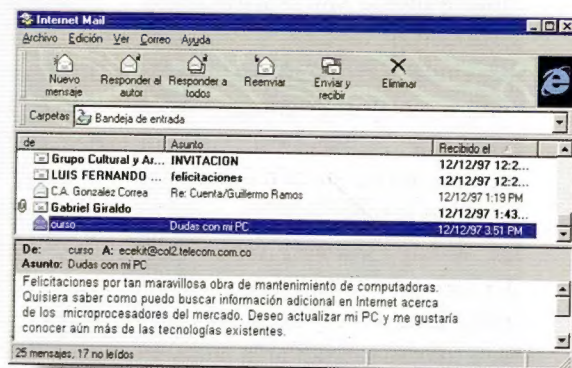 Internet Mail
Archivo Edición Ver Correo Ayuda
Nuevo mensaje Responder al autor Responder a todos Reenviar Enviar y recibir Eliminar
Carpetas Bandeja de entrada
de Asunto Recibido el
Grupo Cultural y Ar... INVITACION 12/12/97 12:2...
LUIS FERNANDO ... felicitaciones 12/12/97 12:2...
C.A. Gonzalez Correa Re: Cuenta/Guillermo Ramos 12/12/97 1:19 PM
Gabriel Giraldo 12/12/97 1:43...
curso Dudas con mi PC 12/12/97 3:51 PM
De: curso A: ecekit@col2.telecom.com.co
Asunto: Dudas con mi PC
Felicitaciones por tan maravillosa obra de mantenimiento de computadoras.
Quisiera saber como puedo buscar información adicional en Internet acerca
de los microprocesadores del mercado. Deseo actualizar mi PC y me gustaría
conocer aún más de las tecnologías existentes.
25 mensajes, 17 no leídos